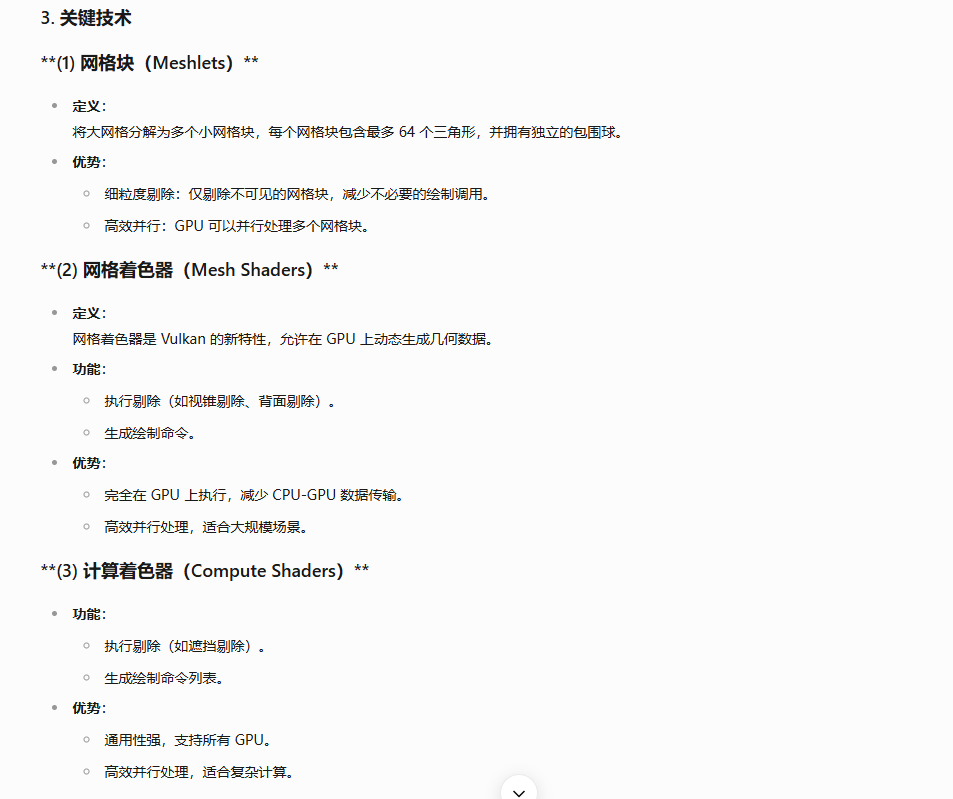 3. 关键技术
**(1) 网格块（Meshlets）**
定义：
将大网格分解为多个小网格块，每个网格块包含最多 64 个三角形，并拥有独立的包围球。
优势：
细粒度剔除：仅剔除不可见的网格块，减少不必要的绘制调用。
高效并行：GPU 可以并行处理多个网格块。
**(2) 网格着色器（Mesh Shaders）**
定义：
网格着色器是 Vulkan 的新特性，允许在 GPU 上动态生成几何数据。
功能：
执行剔除（如视锥剔除、背面剔除）。
生成绘制命令。
优势：
完全在 GPU 上执行，减少 CPU-GPU 数据传输。
高效并行处理，适合大规模场景。
**(3) 计算着色器（Compute Shaders）**
功能：
执行剔除（如遮挡剔除）。
生成绘制命令列表。
优势：
通用性强，支持所有 GPU。
高效并行处理，适合复杂计算。